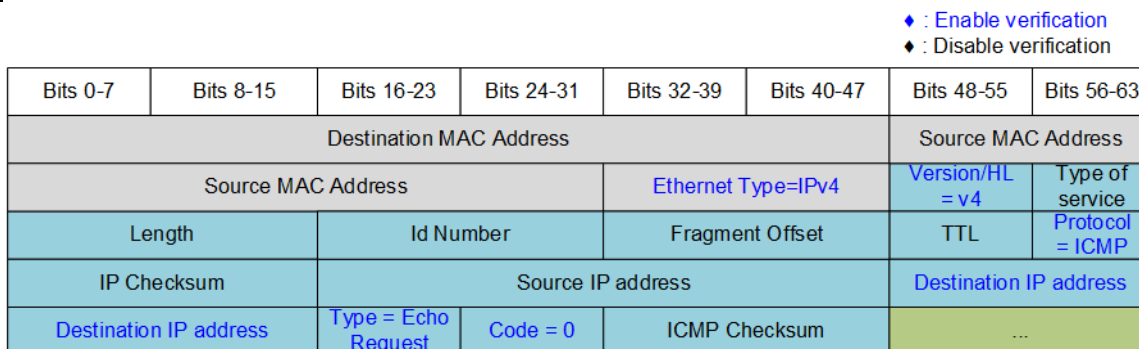 ♦ : Enable verification
♦ : Disable verification
Bits 0-7 Bits 8-15 Bits 16-23 Bits 24-31 Bits 32-39 Bits 40-47 Bits 48-55 Bits 56-63
Destination MAC Address Source MAC Address
Source MAC Address Ethernet Type=IPv4 Version/HL = v4 Type of service
Length Id Number Fragment Offset TTL Protocol = ICMP
IP Checksum Source IP address Destination IP address
Destination IP address Type = Echo Request Code = 0 ICMP Checksum ...